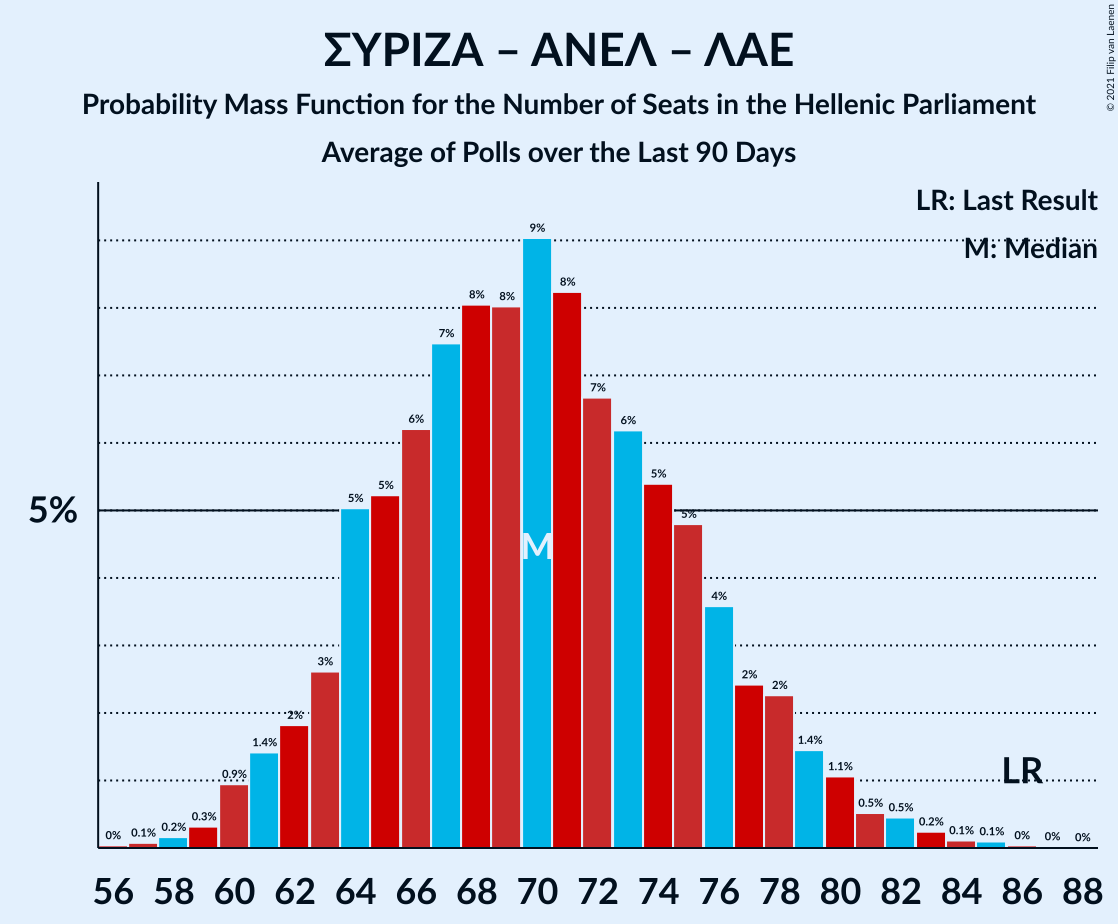 ΣΥΡΙΖΑ – ΑΝΕΛ – ΛΑΕ
Probability Mass Function for the Number of Seats in the Hellenic Parliament
Average of Polls over the Last 90 Days
© 2021 Filip van Laenen
LR: Last Result
M: Median
5%
0% 0.1% 0.2% 0.3% 0.9% 1.4% 2% 3% 5% 5% 6% 7% 8% 8% 9% 8% 7% 6% 5% 5% 4% 2% 2% 1.4% 1.1% 0.5% 0.5% 0.2% 0.1% 0.1% 0% 0% 0%
M
LR
56 58 60 62 64 66 68 70 72 74 76 78 80 82 84 86 88